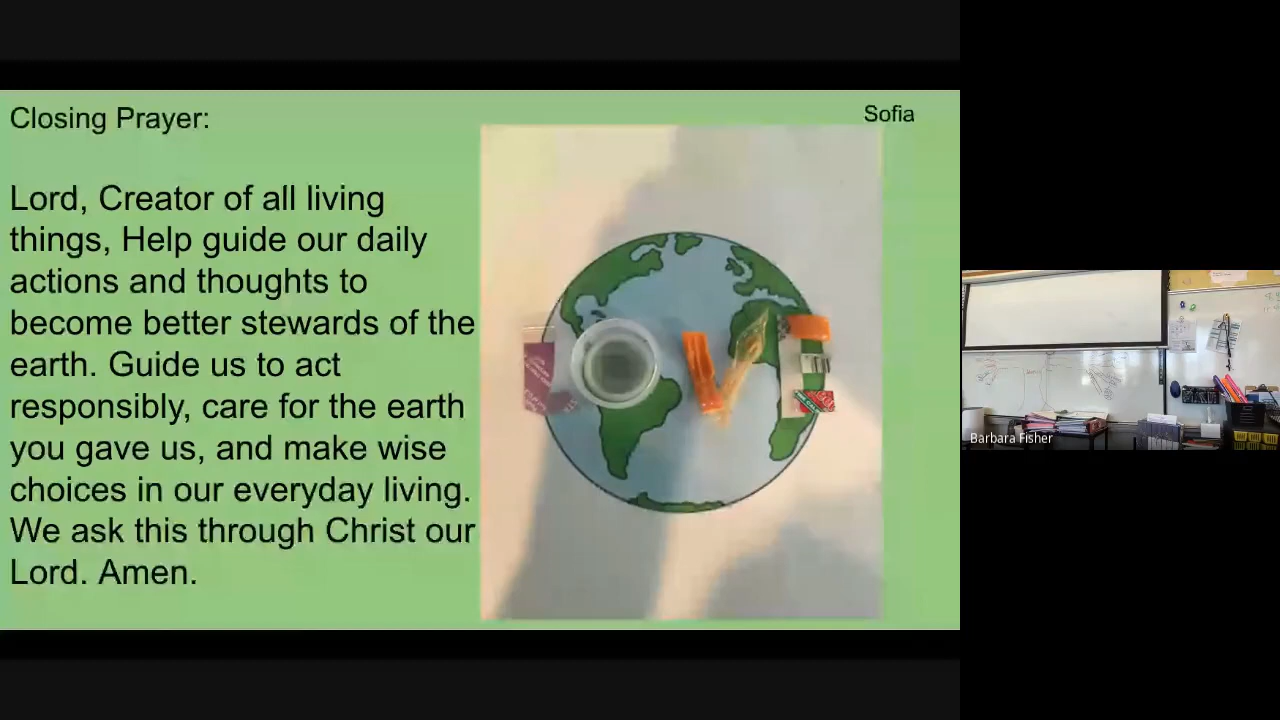 Closing Prayer:
Sofia
Lord, Creator of all living
things, Help guide our daily
actions and thoughts to
become better stewards of the
earth. Guide us to act
responsibly, care for the earth
you gave us, and make wise
choices in our everyday living.
We ask this through Christ our
Lord. Amen.
Barbara Fisher